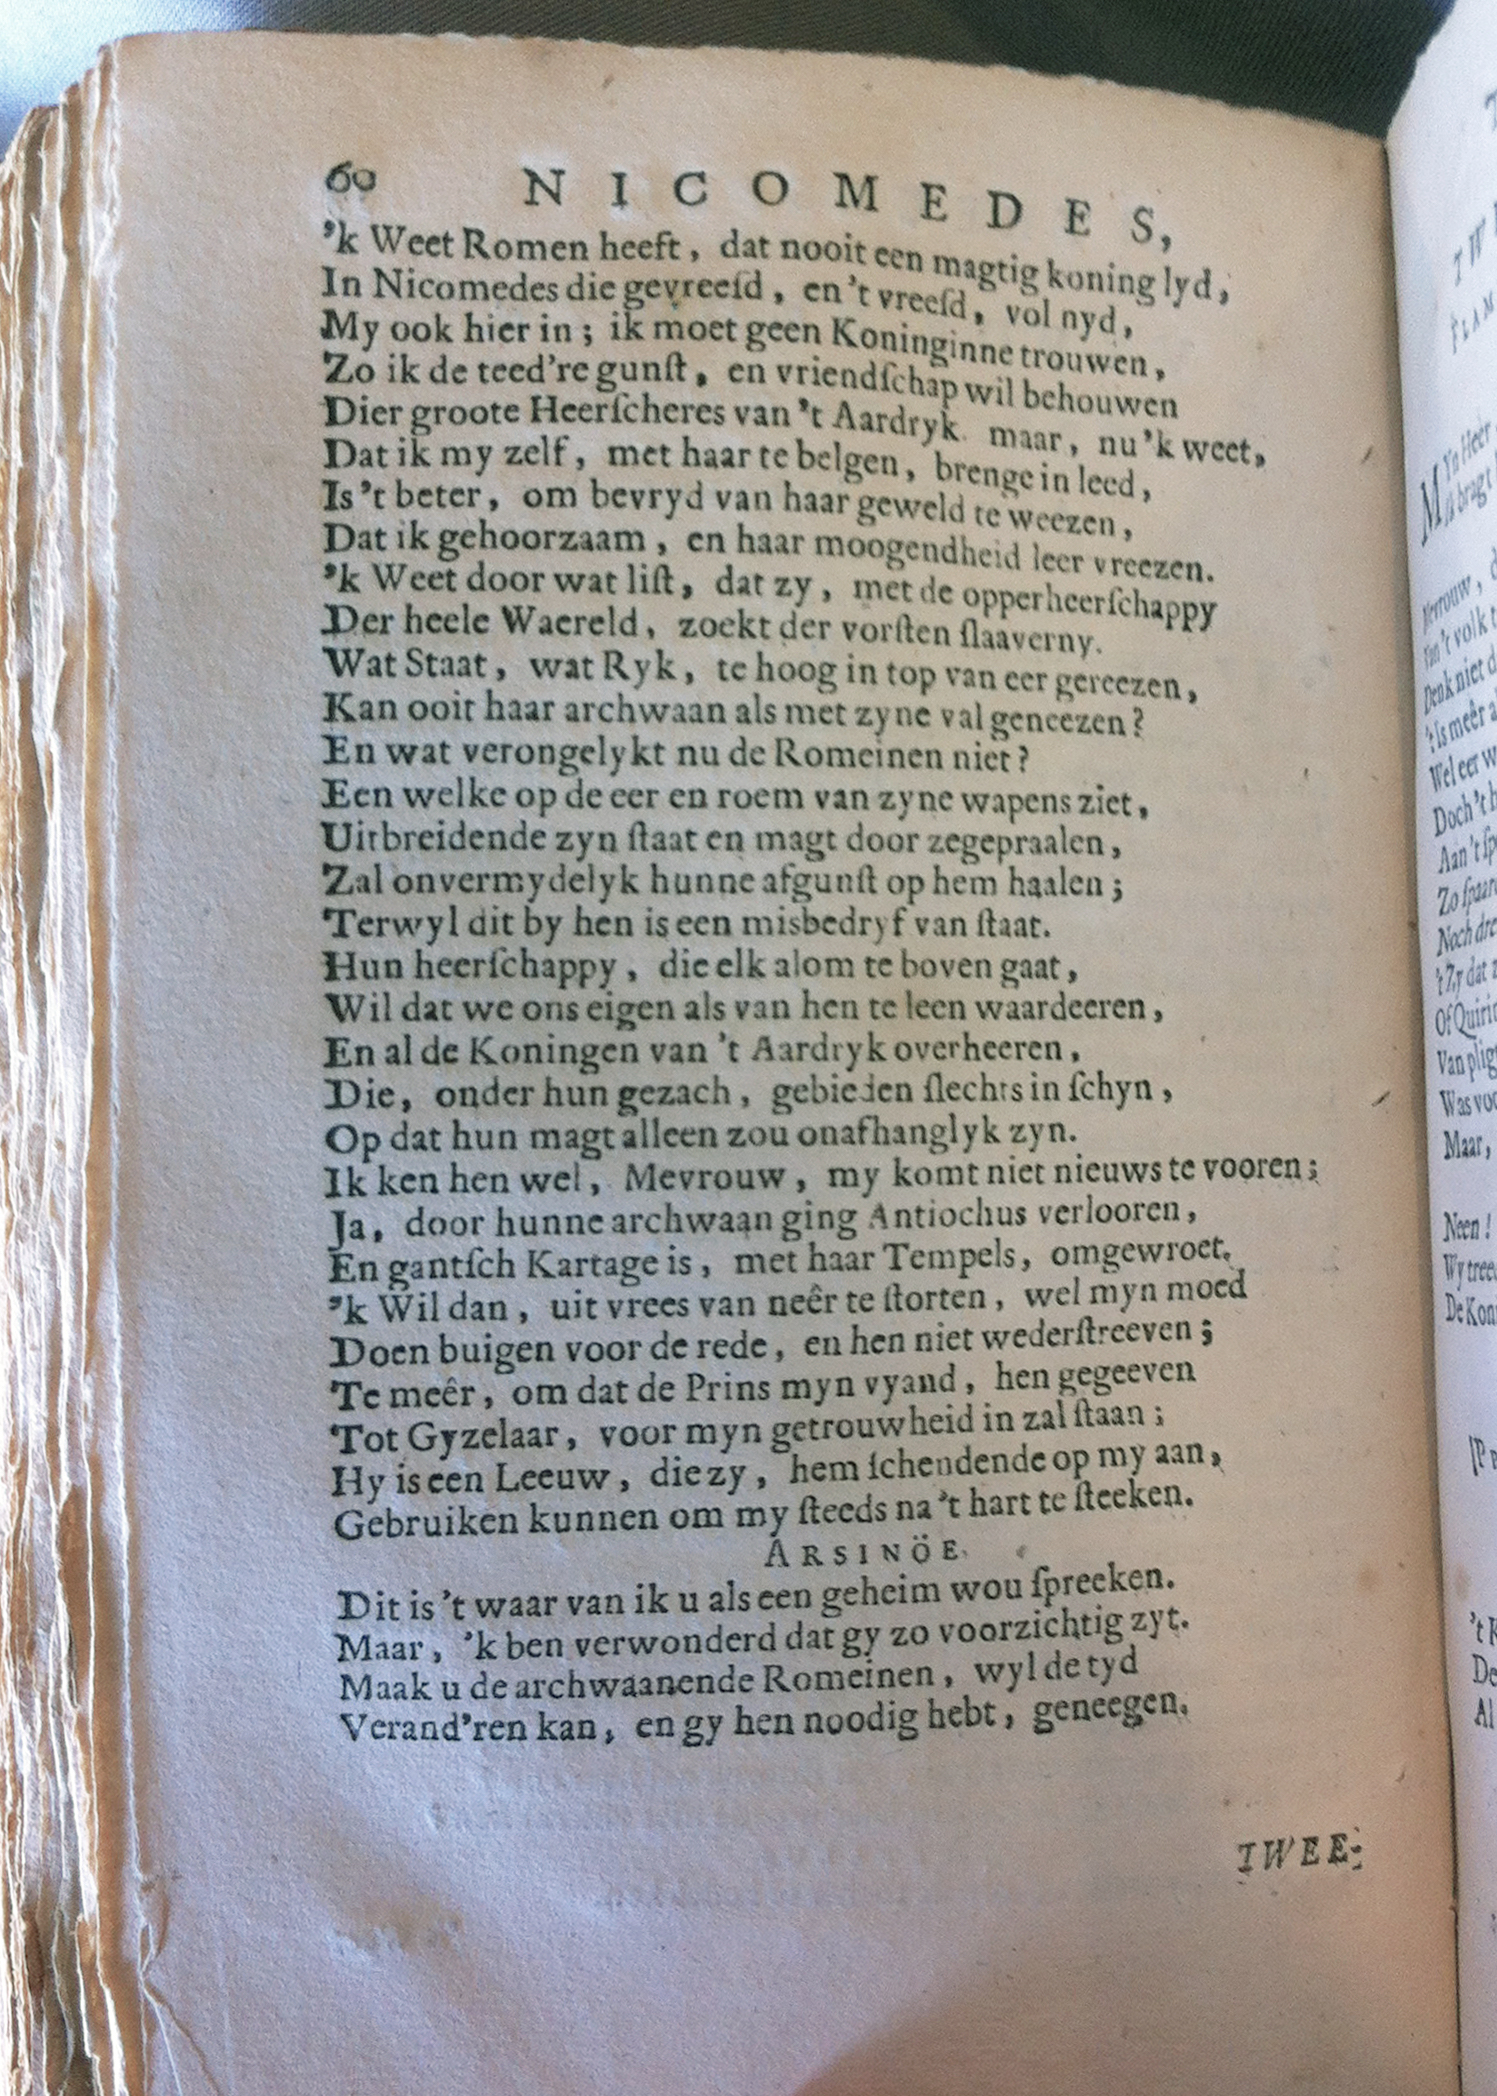 60 NICOMEDES,
'k Weet Romen heeft, dat nooit een magtig koning lyd,
In Nicomedes die gevreeſd, en 't vreeſd, vol nyd,
My ook hier in; ik moet geen Koninginne trouwen,
Zo ik de teed're gunſt, en vriendſchap wil behouwen
Dier groote Heerſcheres van 't Aardryk. maar, nu 'k weet,
Dat ik my zelf, met haar te belgen, brenge in leed,
Is 't beter, om bevryd van haar geweld te weezen,
Dat ik gehoorzaam, en haar moogendheid leer vreezen.
'k Weet door wat liſt, dat zy, met de opperheerſchappy
Der heele Waereld, zoekt der vorſten ſlaaverny.
Wat Staat, wat Ryk, te hoog in top van eer gereezen,
Kan ooit haar archwaan als met zyne val geneezen?
En wat verongelykt nu de Romeinen niet?
Een welke op de eer en roem van zyne wapens ziet,
Uitbreidende zyn ſtaat en magt door zegepraalen,
Zal onvermydelyk hunne afgunſt op hem haalen;
Terwyl dit by hen is een misbedryf van ſtaat.
Hun heerſchappy, die elk alom te boven gaat,
Wil dat we ons eigen als van hen te leen waardeeren,
En al de Koningen van 't Aardryk overheeren,
Die, onder hun gezach, gebieden ſlechts in ſchyn,
Op dat hun magt alleen zou onafhanglyk zyn.
Ik ken hen wel, Mevrouw, my komt niet nieuws te vooren;
Ja, door hunne archwaan ging Antiochus verlooren,
En gantſch Kartage is, met haar Tempels, omgewroet.
'k Wil dan, uit vrees van neêr te ſtorten, wel myn moed
Doen buigen voor de rede, en hen niet wederſtreeven;
Te meêr, om dat de Prins myn vyand, hen gegeeven
Tot Gyzelaar, voor myn getrouwheid in zal ſtaan;
Hy is een Leeuw, die zy, hem ſchendende op my aan,
Gebruiken kunnen om my ſteeds na 't hart te ſteeken.
ARSINÖE.
Dit is 't waar van ik u als een geheim wou ſpreeken.
Maar, 'k ben verwonderd dat gy zo voorzichtig zyt.
Maak u de archwaanende Romeinen, wyl de tyd
Verand'ren kan, en gy hen noodig hebt, geneegen.
TWEE-